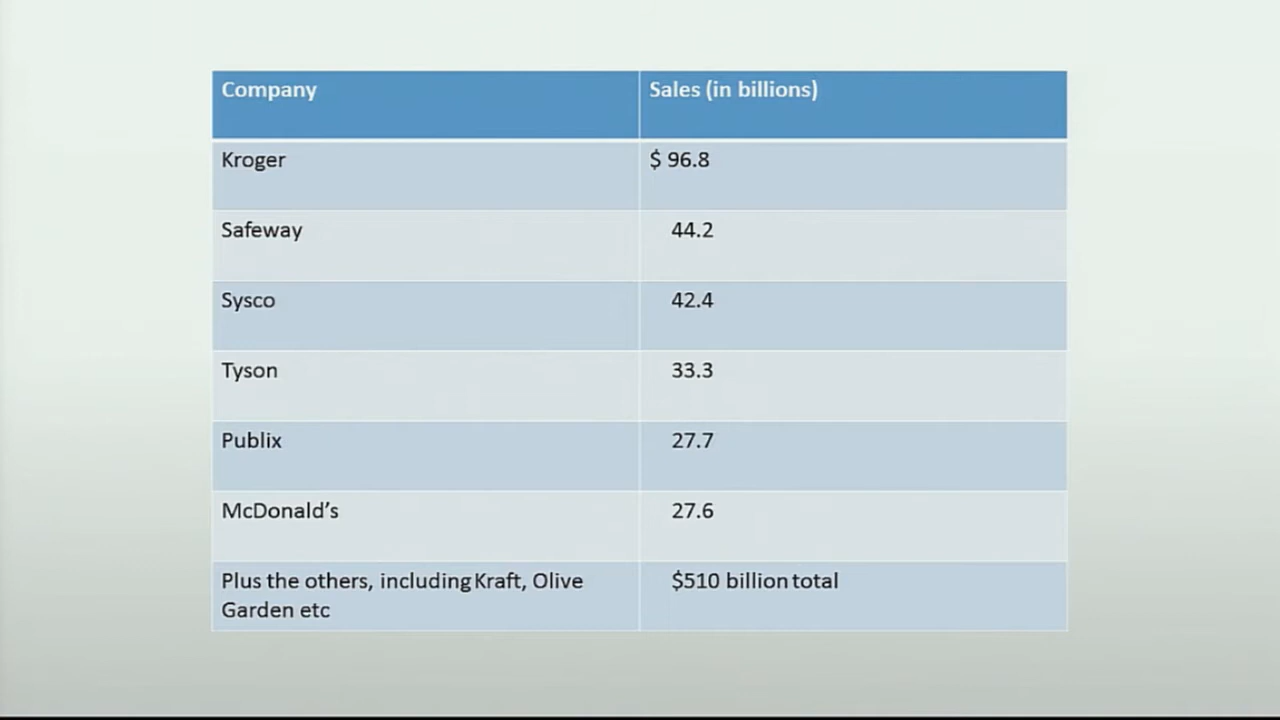 Company Sales (in billions)
Kroger $ 96.8
Safeway 44.2
Sysco 42.4
Tyson 33.3
Publix 27.7
McDonald’s 27.6
Plus the others, including Kraft, Olive $510 billion total
Garden etc